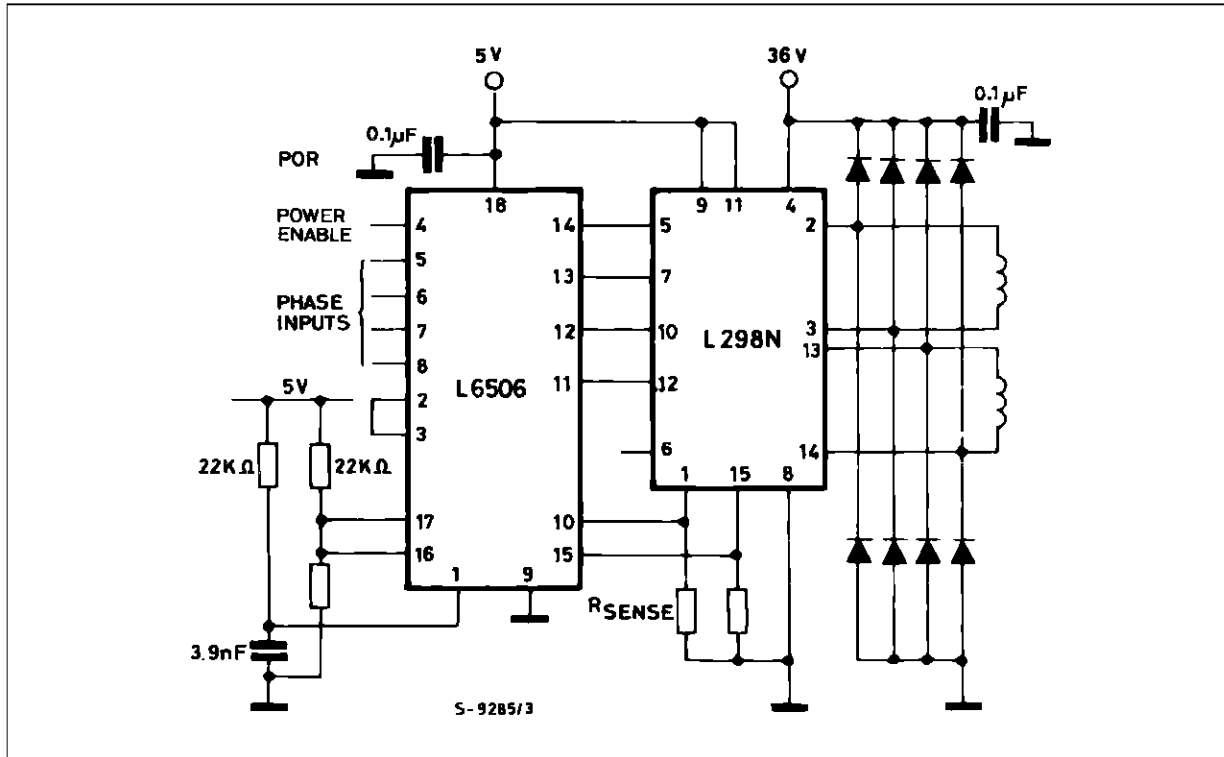 5V
36V
0.1µF
0.1µF
POR
18
9
11
4
POWER
ENABLE
4
14
5
2
5
13
7
PHASE
INPUTS
6
7
12
10
L298N
3
13
8
L6506
11
12
5V
2
3
6
14
22KΩ
22KΩ
1
15
8
17
10
16
15
1
9
RSENSE
3.9nF
S-9285/3